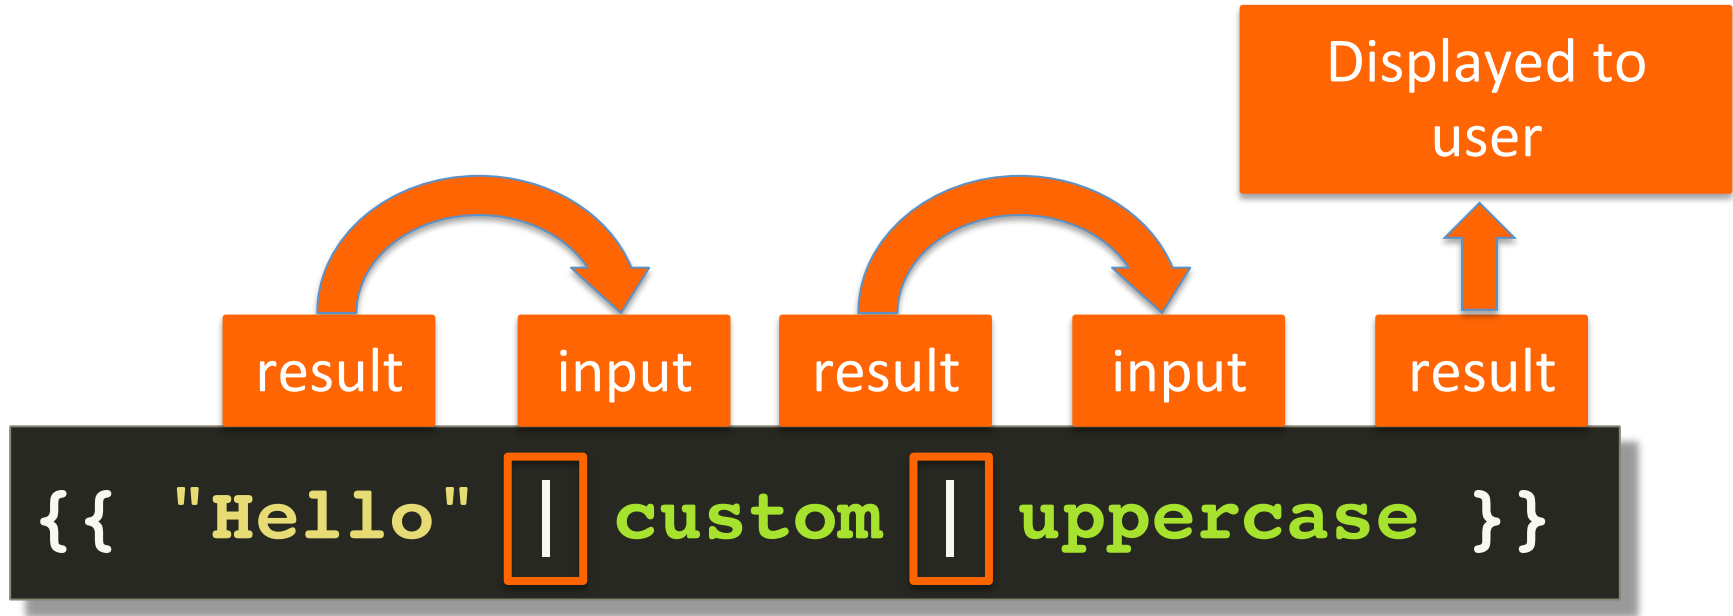 Displayed to
user
result
input
result
input
result
{{ "Hello" | custom | uppercase }}